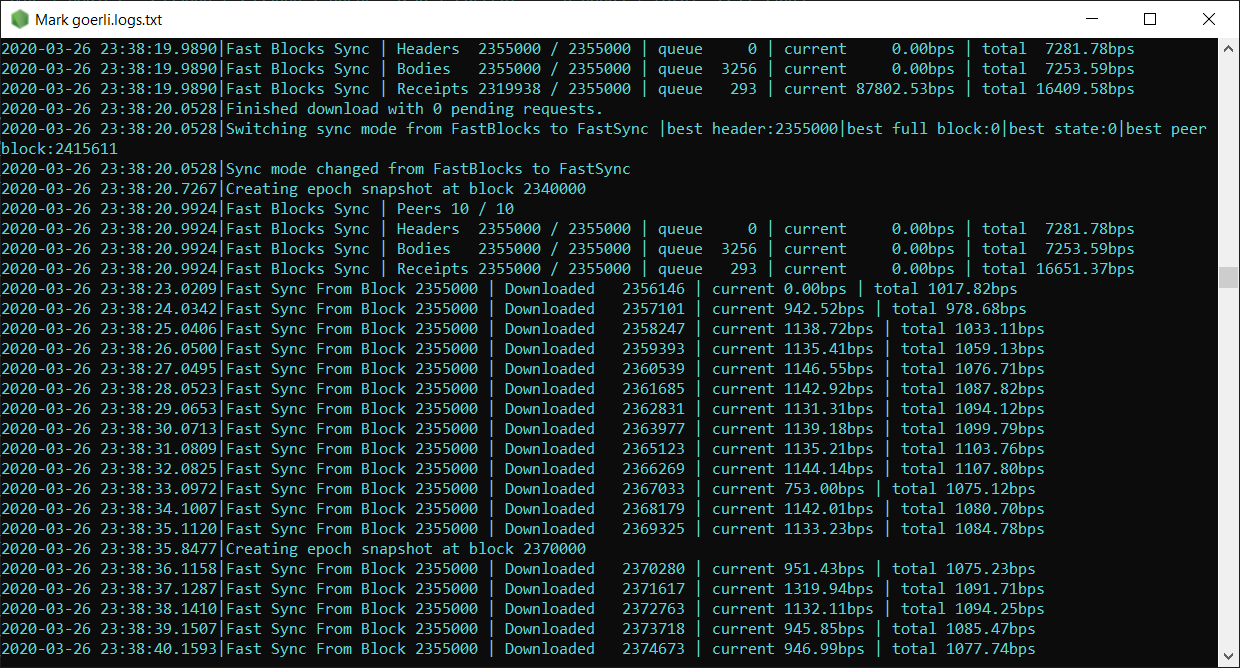 Mark goerli.logs.txt
2020-03-26 23:38:19.9890|Fast Blocks Sync | Headers  2355000 / 2355000 | queue     0 | current     0.00bps | total  7281.78bps
2020-03-26 23:38:19.9890|Fast Blocks Sync | Bodies   2355000 / 2355000 | queue  3256 | current     0.00bps | total  7253.59bps
2020-03-26 23:38:19.9890|Fast Blocks Sync | Receipts 2319938 / 2355000 | queue   293 | current 87802.53bps | total 16409.58bps
2020-03-26 23:38:20.0528|Finished download with 0 pending requests.
2020-03-26 23:38:20.0528|Switching sync mode from FastBlocks to FastSync |best header:2355000|best full block:0|best state:0|best peer
block:2415611
2020-03-26 23:38:20.0528|Sync mode changed from FastBlocks to FastSync
2020-03-26 23:38:20.7267|Creating epoch snapshot at block 2340000
2020-03-26 23:38:20.9924|Fast Blocks Sync | Peers 10 / 10
2020-03-26 23:38:20.9924|Fast Blocks Sync | Headers  2355000 / 2355000 | queue     0 | current     0.00bps | total  7281.78bps
2020-03-26 23:38:20.9924|Fast Blocks Sync | Bodies   2355000 / 2355000 | queue  3256 | current     0.00bps | total  7253.59bps
2020-03-26 23:38:20.9924|Fast Blocks Sync | Receipts 2355000 / 2355000 | queue   293 | current     0.00bps | total 16651.37bps
2020-03-26 23:38:23.0209|Fast Sync From Block 2355000 | Downloaded   2356146 | current 0.00bps | total 1017.82bps
2020-03-26 23:38:24.0342|Fast Sync From Block 2355000 | Downloaded   2357101 | current 942.52bps | total 978.68bps
2020-03-26 23:38:25.0406|Fast Sync From Block 2355000 | Downloaded   2358247 | current 1138.72bps | total 1033.11bps
2020-03-26 23:38:26.0500|Fast Sync From Block 2355000 | Downloaded   2359393 | current 1135.41bps | total 1059.13bps
2020-03-26 23:38:27.0495|Fast Sync From Block 2355000 | Downloaded   2360539 | current 1146.55bps | total 1076.71bps
2020-03-26 23:38:28.0523|Fast Sync From Block 2355000 | Downloaded   2361685 | current 1142.92bps | total 1087.82bps
2020-03-26 23:38:29.0653|Fast Sync From Block 2355000 | Downloaded   2362831 | current 1131.31bps | total 1094.12bps
2020-03-26 23:38:30.0713|Fast Sync From Block 2355000 | Downloaded   2363977 | current 1139.18bps | total 1099.79bps
2020-03-26 23:38:31.0809|Fast Sync From Block 2355000 | Downloaded   2365123 | current 1135.21bps | total 1103.76bps
2020-03-26 23:38:32.0825|Fast Sync From Block 2355000 | Downloaded   2366269 | current 1144.14bps | total 1107.80bps
2020-03-26 23:38:33.0972|Fast Sync From Block 2355000 | Downloaded   2367033 | current 753.00bps | total 1075.12bps
2020-03-26 23:38:34.1007|Fast Sync From Block 2355000 | Downloaded   2368179 | current 1142.01bps | total 1080.70bps
2020-03-26 23:38:35.1120|Fast Sync From Block 2355000 | Downloaded   2369325 | current 1133.23bps | total 1084.78bps
2020-03-26 23:38:35.8477|Creating epoch snapshot at block 2370000
2020-03-26 23:38:36.1158|Fast Sync From Block 2355000 | Downloaded   2370280 | current 951.43bps | total 1075.23bps
2020-03-26 23:38:37.1287|Fast Sync From Block 2355000 | Downloaded   2371617 | current 1319.94bps | total 1091.71bps
2020-03-26 23:38:38.1410|Fast Sync From Block 2355000 | Downloaded   2372763 | current 1132.11bps | total 1094.25bps
2020-03-26 23:38:39.1507|Fast Sync From Block 2355000 | Downloaded   2373718 | current 945.85bps | total 1085.47bps
2020-03-26 23:38:40.1593|Fast Sync From Block 2355000 | Downloaded   2374673 | current 946.99bps | total 1077.74bps